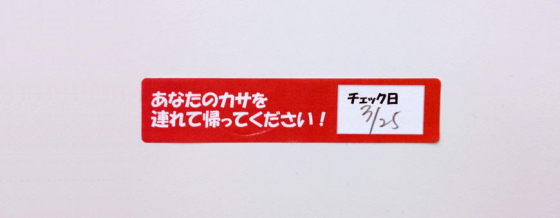 あなたのカサを
連れて帰ってください！
チェック日
3/25